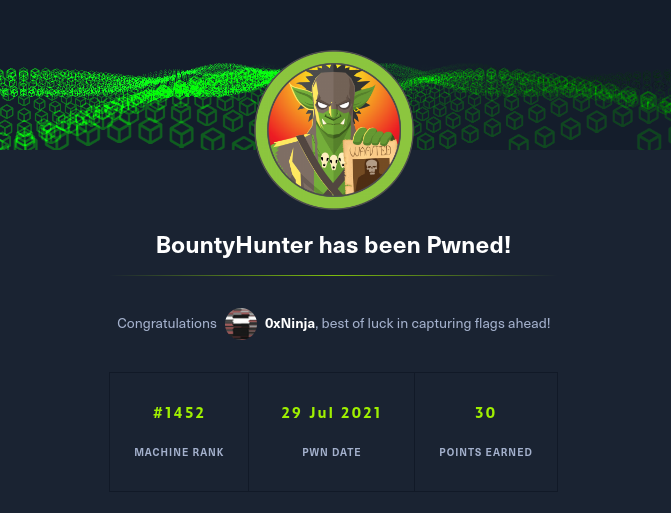 WANTED
BountyHunter has been Pwned!
Congratulations 0xNinja, best of luck in capturing flags ahead!
#1452 29 Jul 2021 30
MACHINE RANK PWN DATE POINTS EARNED